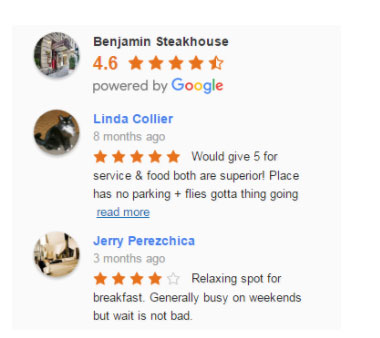 Benjamin Steakhouse
4.6
powered by Google
Linda Collier
8 months ago
Would give 5 for
service & food both are superior! Place
has no parking + flies gotta thing going
read more
Jerry Perezchica
3 months ago
Relaxing spot for
breakfast. Generally busy on weekends
but wait is not bad.